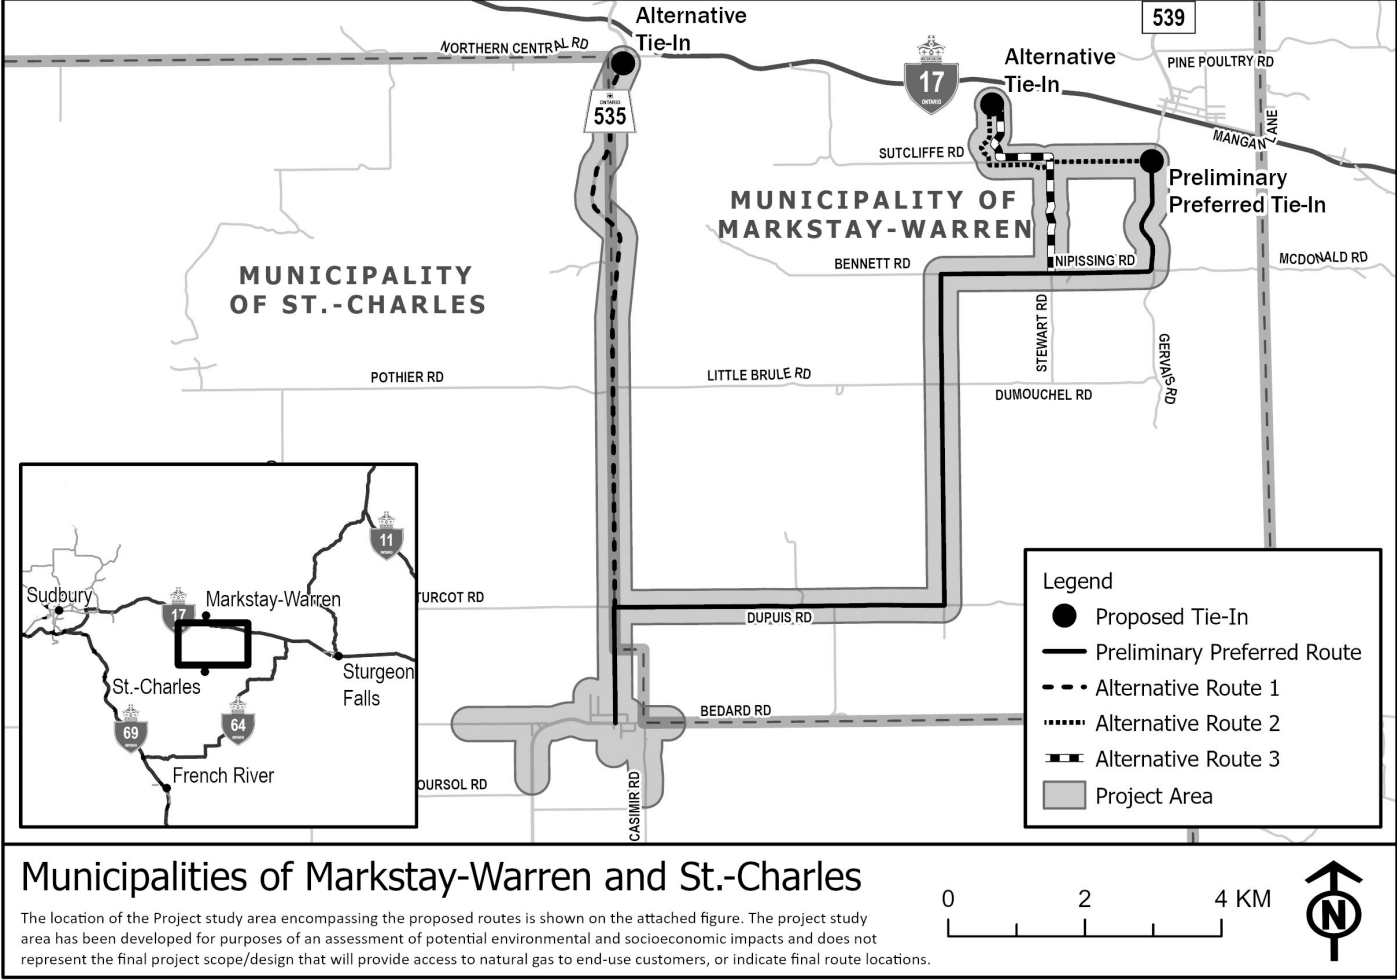 Alternative
Tie-In
539
NORTHERN CENTRAL RD
Alternative
Tie-In
PINE POULTRY RD
17
ONTARIO
ONTARIO
535
MANGAN
LANE
SUTCLIFFE RD
Preliminary
Preferred Tie-In
MUNICIPALITY OF
MARKSTAY-WARREN
MUNICIPALITY
OF ST.-CHARLES
BENNETT RD
NIPISSING RD
MCDONALD RD
STEWART RD
GERVAIS RD
POTHIER RD
LITTLE BRULE RD
DUMOUCHEL RD
TURCOT RD
DUPUIS RD
BEDARD RD
OURSOL RD
CASIMIR RD
11
ONTARIO
Sudbury
Markstay-Warren
17
St.-Charles
Sturgeon
Falls
69
ONTARIO
64
ONTARIO
French River
Legend
Proposed Tie-In
Preliminary Preferred Route
Alternative Route 1
Alternative Route 2
Alternative Route 3
Project Area
Municipalities of Markstay-Warren and St.-Charles
The location of the Project study area encompassing the proposed routes is shown on the attached figure. The project study
area has been developed for purposes of an assessment of potential environmental and socioeconomic impacts and does not
represent the final project scope/design that will provide access to natural gas to end-use customers, or indicate final route locations.
0 2 4 KM
N